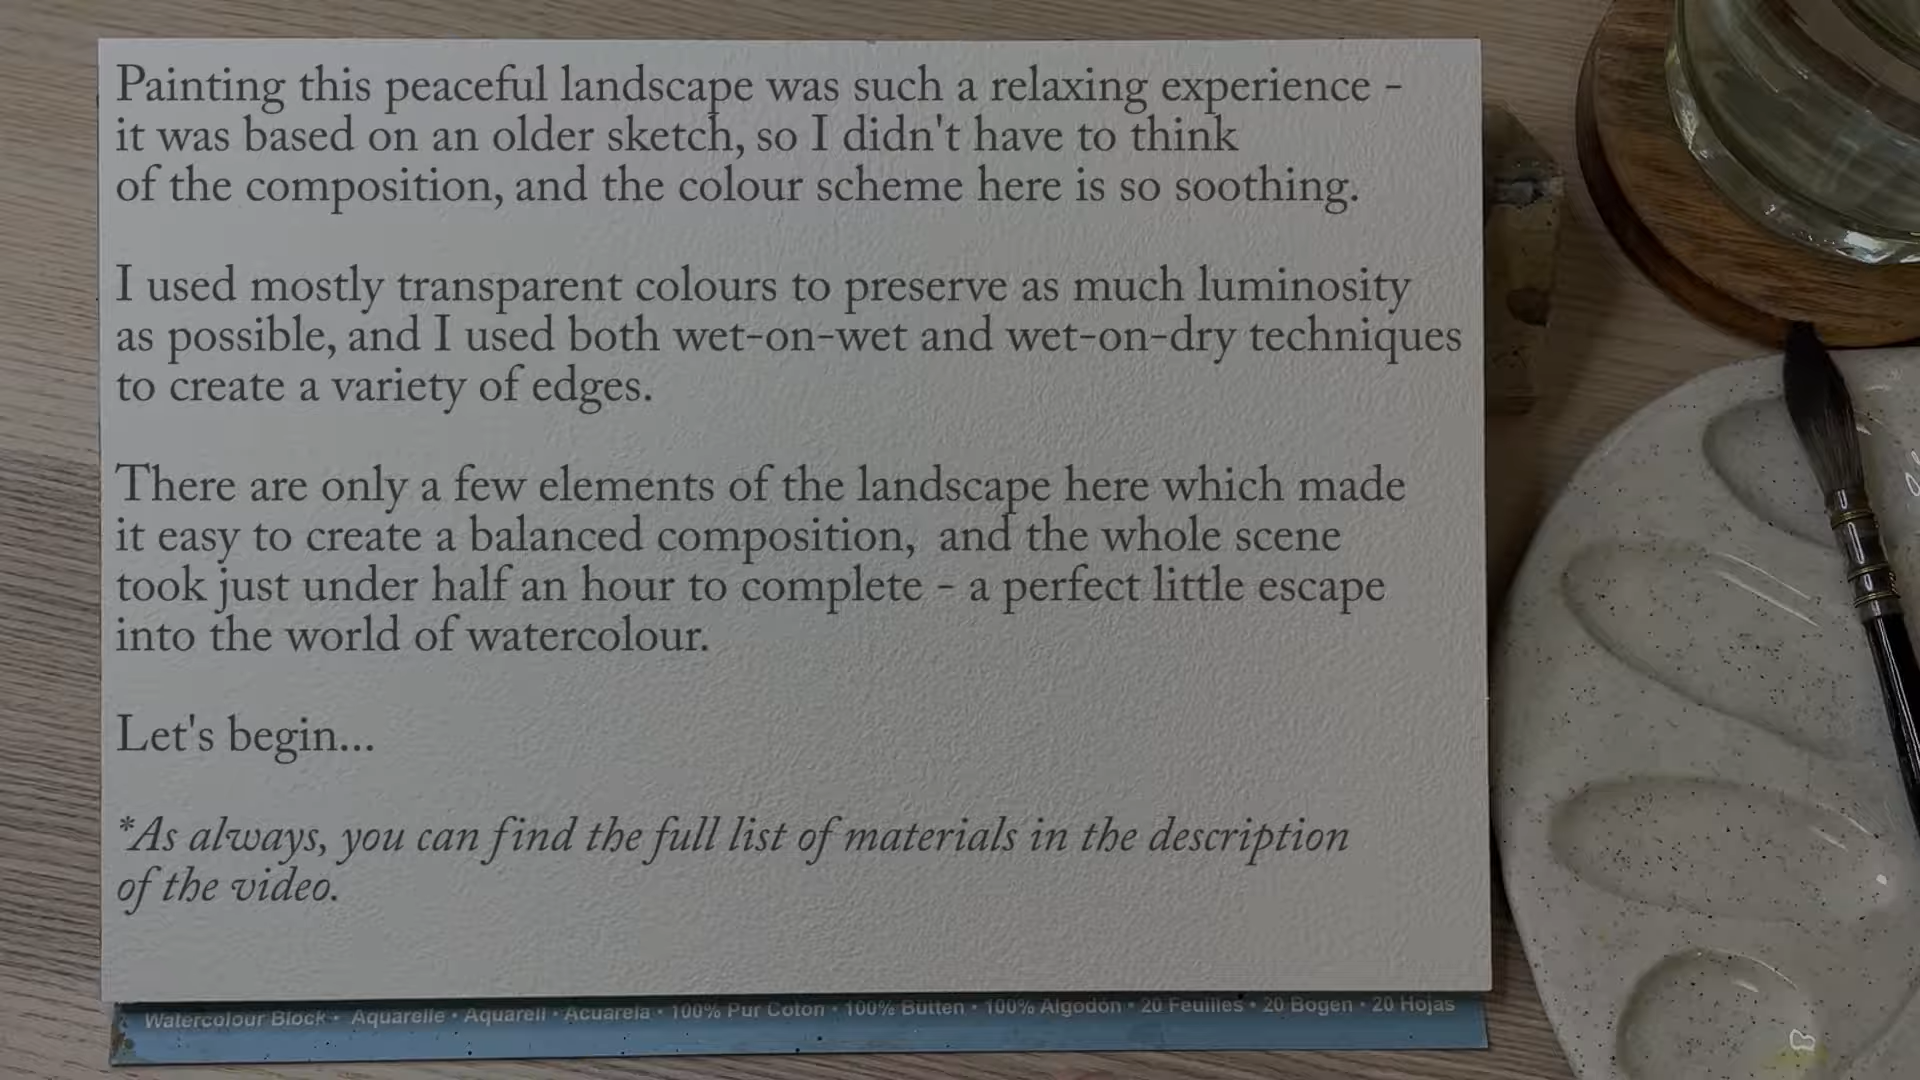 Painting this peaceful landscape was such a relaxing experience -
it was based on an older sketch, so I didn't have to think
of the composition, and the colour scheme here is so soothing.
I used mostly transparent colours to preserve as much luminosity
as possible, and I used both wet-on-wet and wet-on-dry techniques
to create a variety of edges.
There are only a few elements of the landscape here which made
it easy to create a balanced composition,  and the whole scene
took just under half an hour to complete - a perfect little escape
into the world of watercolour.
Let's begin...
*As always, you can find the full list of materials in the description
of the video.
Watercolour Block • Aquarelle • Aquarell • Acuarela • 100% Pur Coton • 100% Bütten • 100% Algodón • 20 Feuilles • 20 Bogen • 20 Hojas